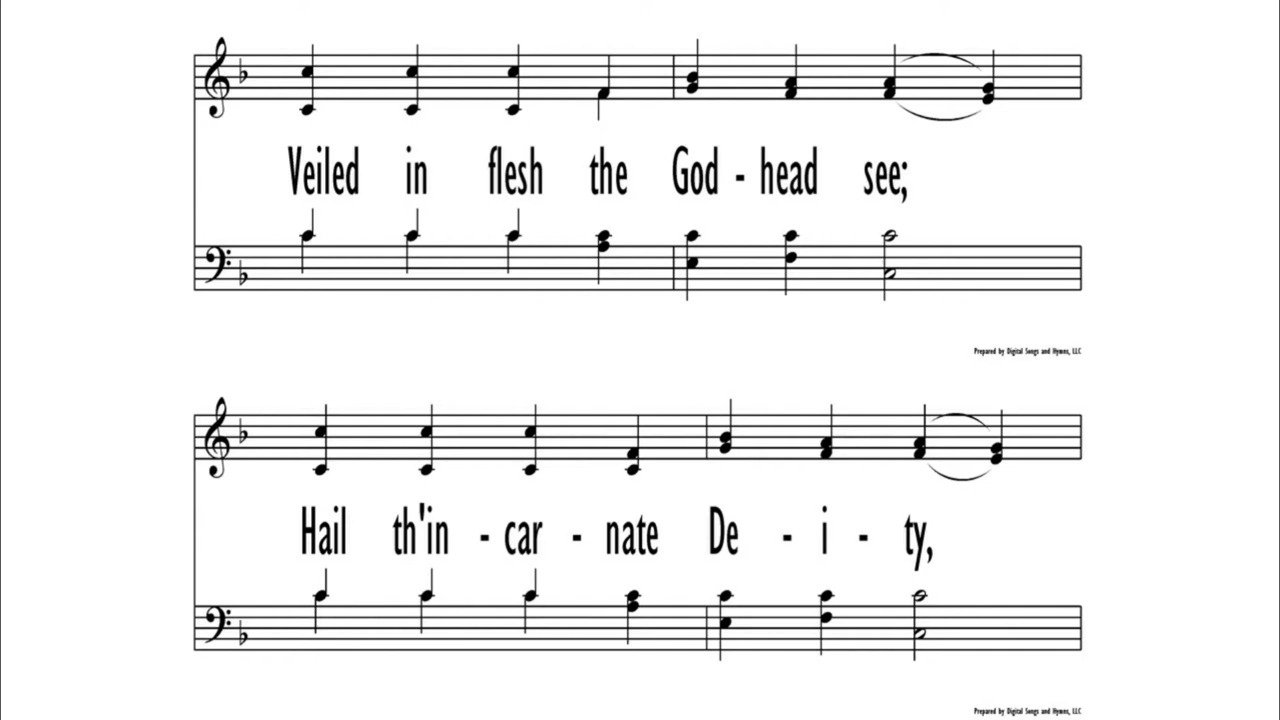 Veiled in flesh the God - head see;
Prepared by Digital Songs and Hymns, LLC
Hail th'in - car - nate De - i - ty,
Prepared by Digital Songs and Hymns, LLC